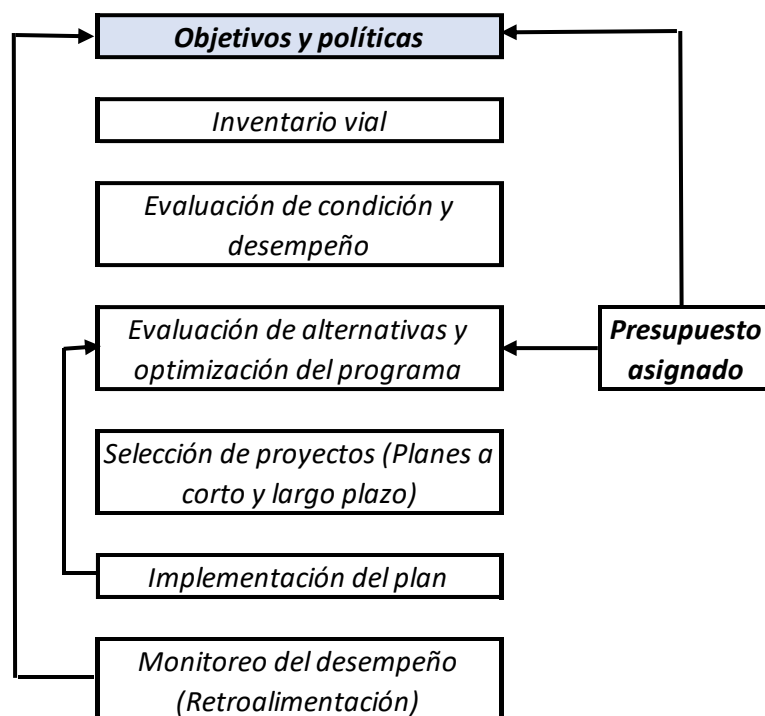 Objetivos y políticas
Inventario vial
Evaluación de condición y
desempeño
Evaluación de alternativas y
optimización del programa
Presupuesto
asignado
Selección de proyectos (Planes a
corto y largo plazo)
Implementación del plan
Monitoreo del desempeño
(Retroalimentación)